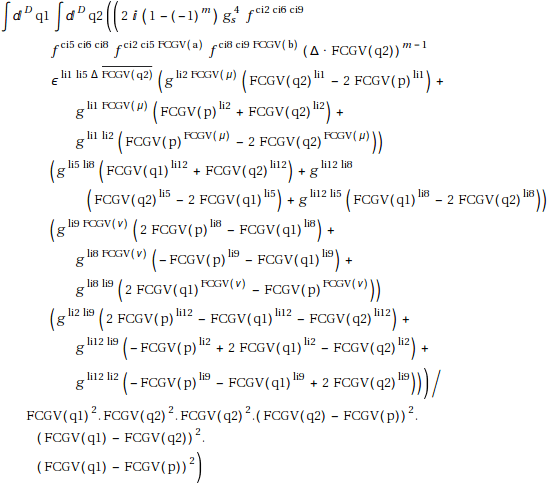 ∫ⅆ^D q1 ∫ⅆ^D q2 ((2 ⅈ (1 − (−1)^m) g_s^4 f^{ci2 ci6 ci9}
f^{ci5 ci6 ci8} f^{ci2 ci5 FCGV(a)} f^{ci8 ci9 FCGV(b)} (Δ · FCGV(q2))^{m−1}
ϵ^{li1 li5 Δ \overline{FCGV(q2)}} (g^{li2 FCGV(μ)} (FCGV(q2)^{li1} − 2 FCGV(p)^{li1}) +
g^{li1 FCGV(μ)} (FCGV(p)^{li2} + FCGV(q2)^{li2}) +
g^{li1 li2} (FCGV(p)^{FCGV(μ)} − 2 FCGV(q2)^{FCGV(μ)}))
(g^{li5 li8} (FCGV(q1)^{li12} + FCGV(q2)^{li12}) + g^{li12 li8}
(FCGV(q2)^{li5} − 2 FCGV(q1)^{li5}) + g^{li12 li5} (FCGV(q1)^{li8} − 2 FCGV(q2)^{li8}))
(g^{li9 FCGV(ν)} (2 FCGV(p)^{li8} − FCGV(q1)^{li8}) +
g^{li8 FCGV(ν)} (−FCGV(p)^{li9} − FCGV(q1)^{li9}) +
g^{li8 li9} (2 FCGV(q1)^{FCGV(ν)} − FCGV(p)^{FCGV(ν)}))
(g^{li2 li9} (2 FCGV(p)^{li12} − FCGV(q1)^{li12} − FCGV(q2)^{li12}) +
g^{li12 li9} (−FCGV(p)^{li2} + 2 FCGV(q1)^{li2} − FCGV(q2)^{li2}) +
g^{li12 li2} (−FCGV(p)^{li9} − FCGV(q1)^{li9} + 2 FCGV(q2)^{li9})))/
FCGV(q1)^2.FCGV(q2)^2.FCGV(q2)^2.(FCGV(q2) − FCGV(p))^2.
(FCGV(q1) − FCGV(q2))^2.
(FCGV(q1) − FCGV(p))^2)